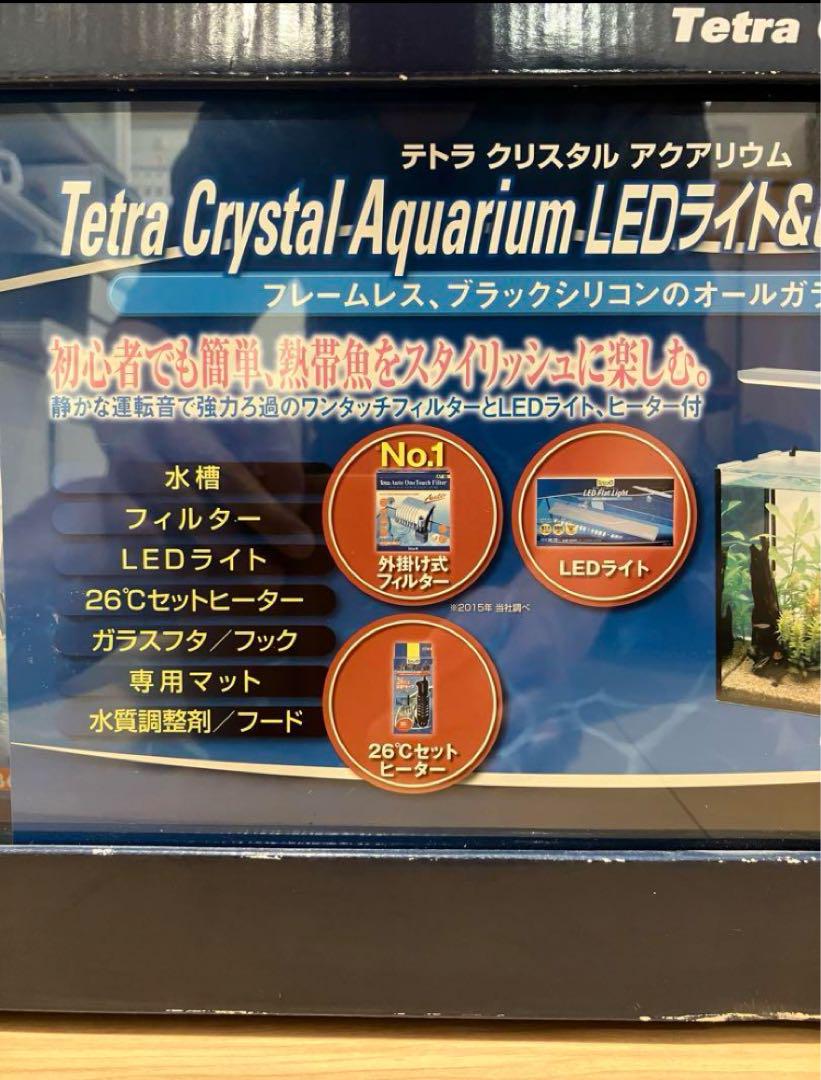 Tetra
テトラ クリスタル アクアリウム
Tetra Crystal Aquarium LEDライト&
フレームレス、ブラックシリコンのオールガラ
初心者でも簡単、熱帯魚をスタイリッシュに楽しむ。
静かな運転音で強力ろ過のワンタッチフィルターとLEDライト、ヒーター付
水槽
フィルター
LEDライト
26℃セットヒーター
ガラスフタ/フック
専用マット
水質調整剤/フード
No.1
Tetra Auto OneTouch Filter
外掛け式
フィルター
※2015年 当社調べ
LED Flat Light
LEDライト
26℃セット
ヒーター